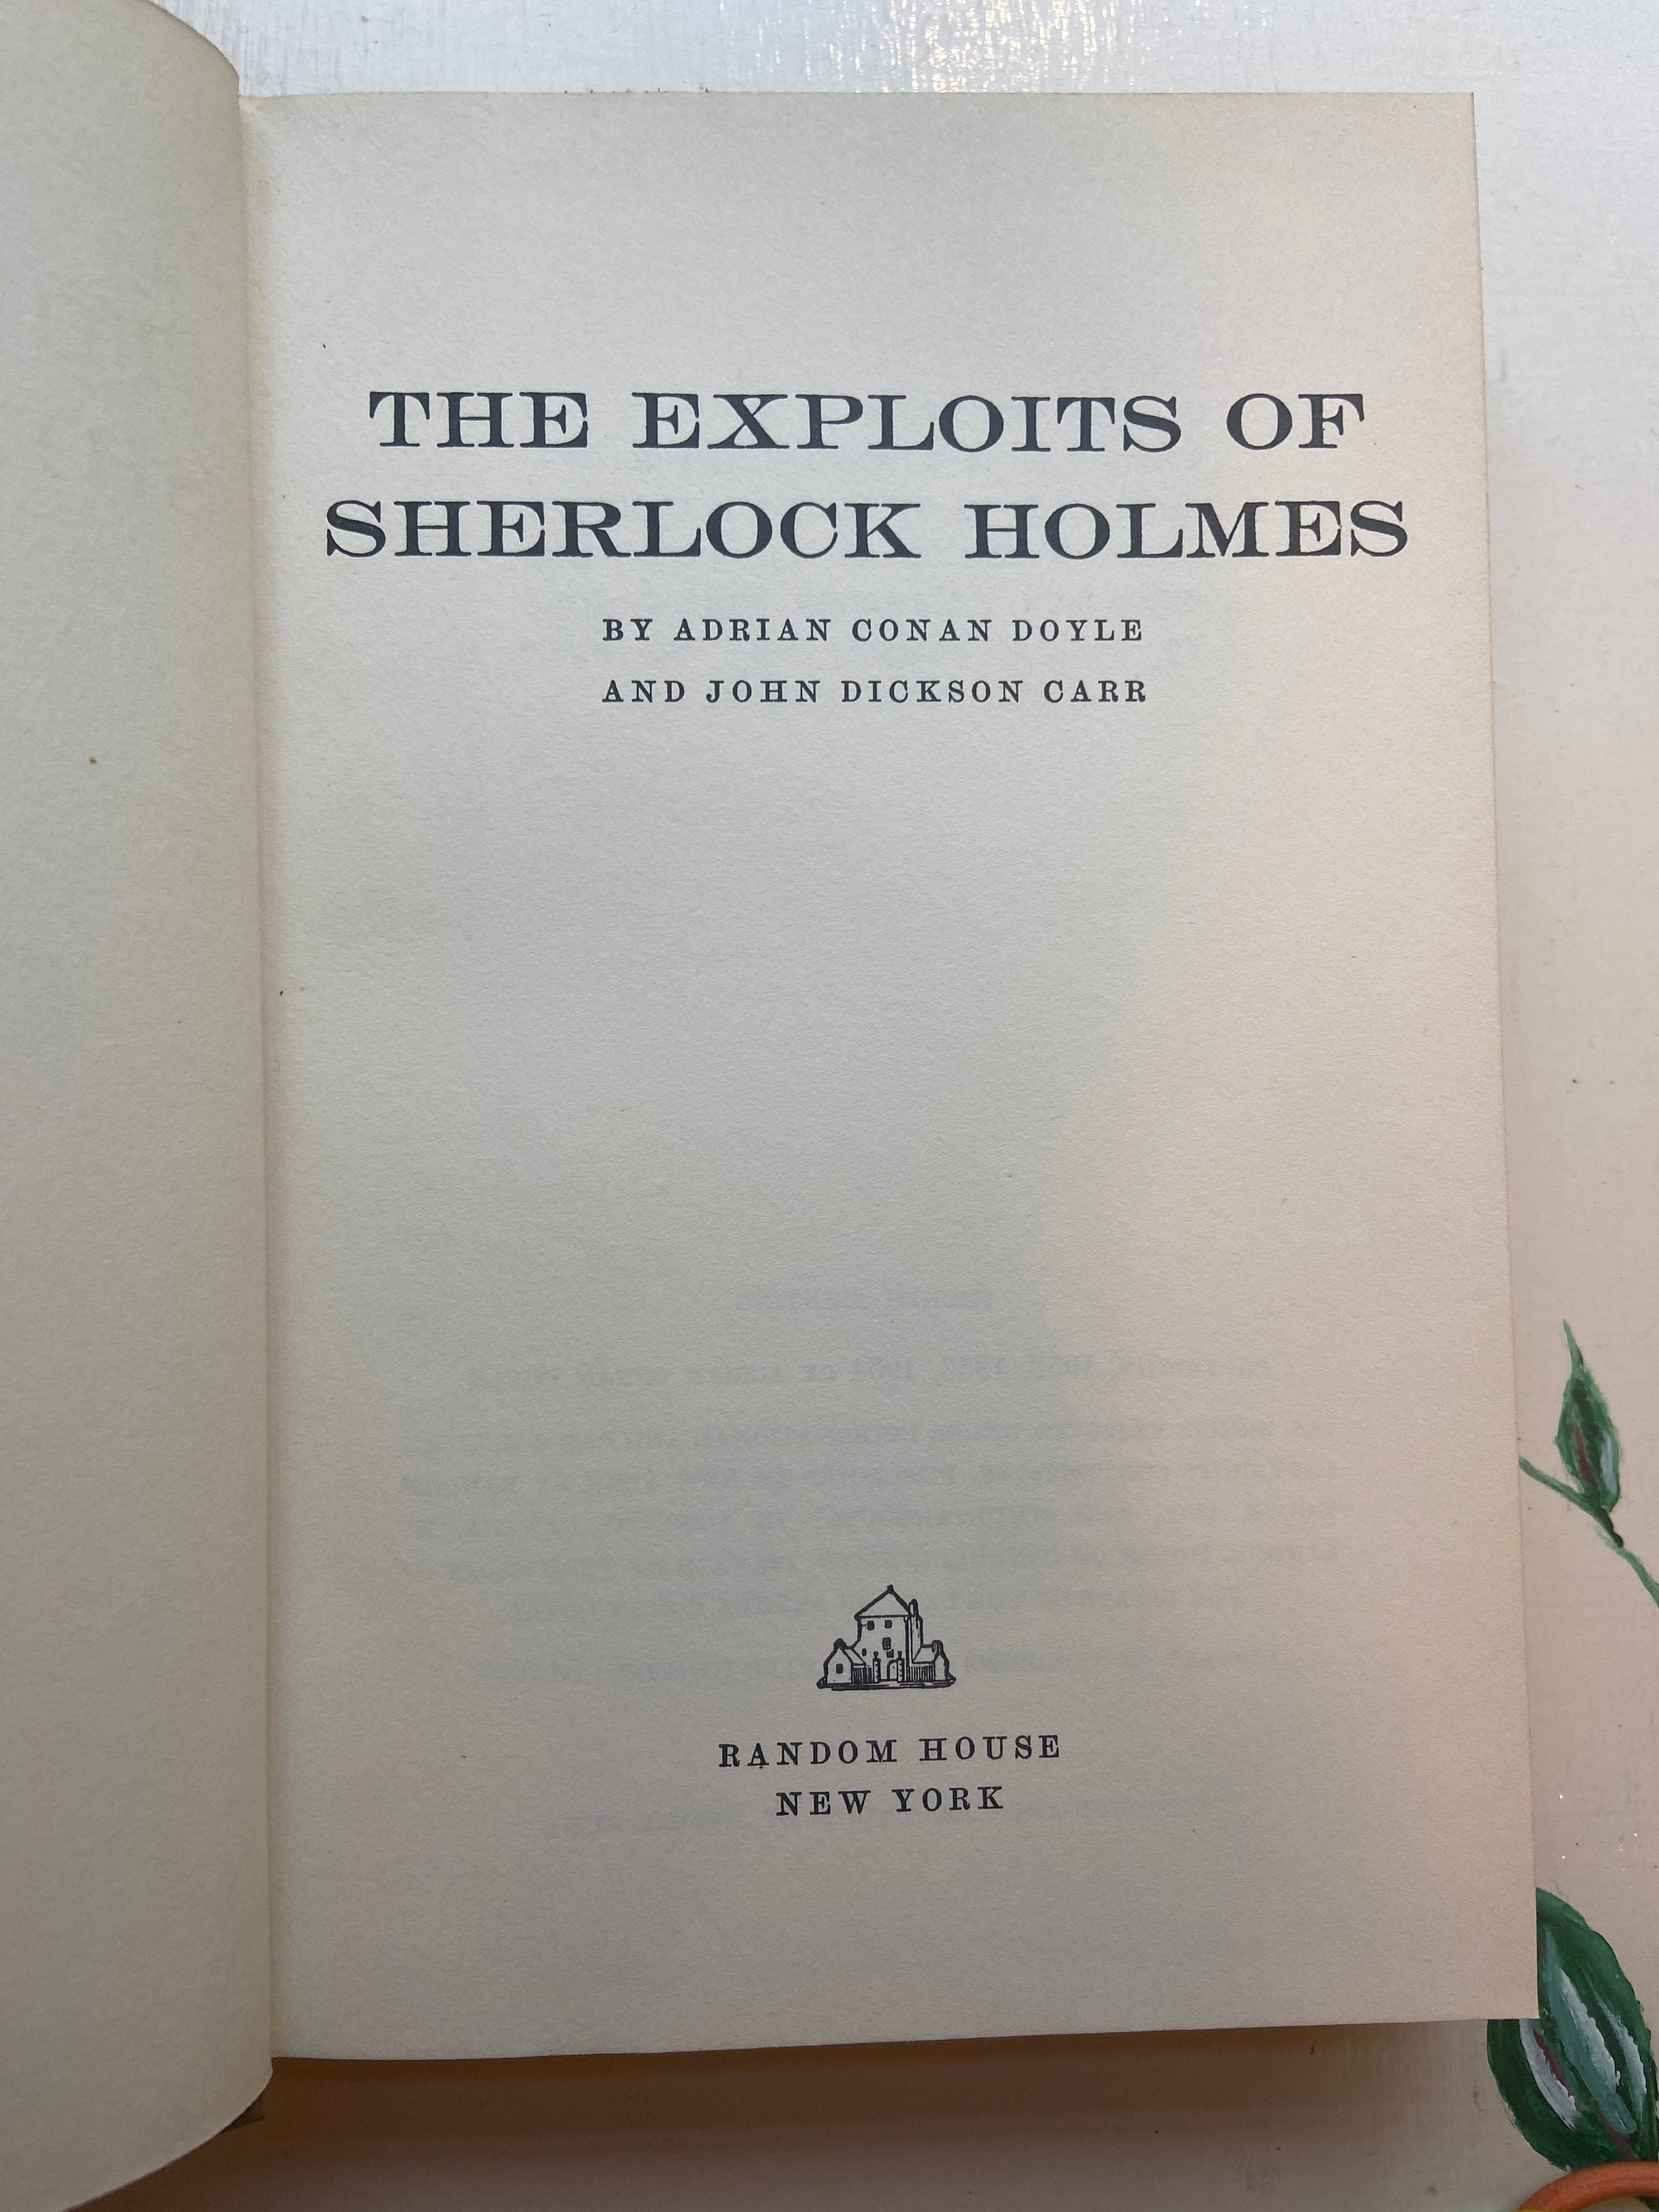 THE EXPLOITS OF
SHERLOCK HOLMES
BY ADRIAN CONAN DOYLE
AND JOHN DICKSON CARR
RANDOM HOUSE
NEW YORK